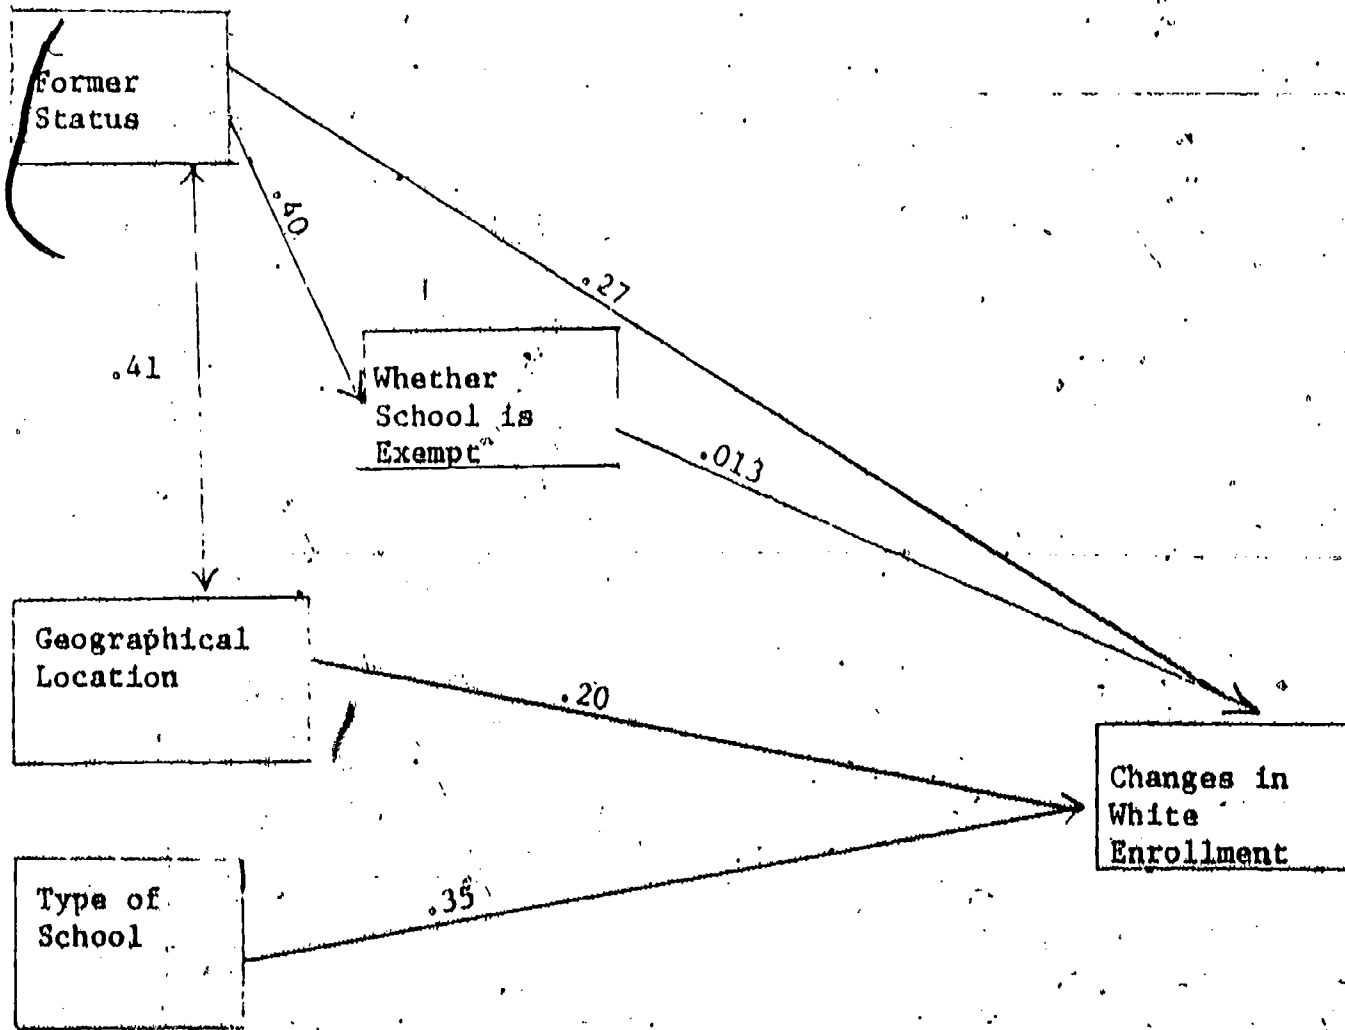 Former
Status
.40
.27
.41
Whether
School is
Exempt
.013
Geographical
Location
.20
Changes in
White
Enrollment
Type of
School
.35